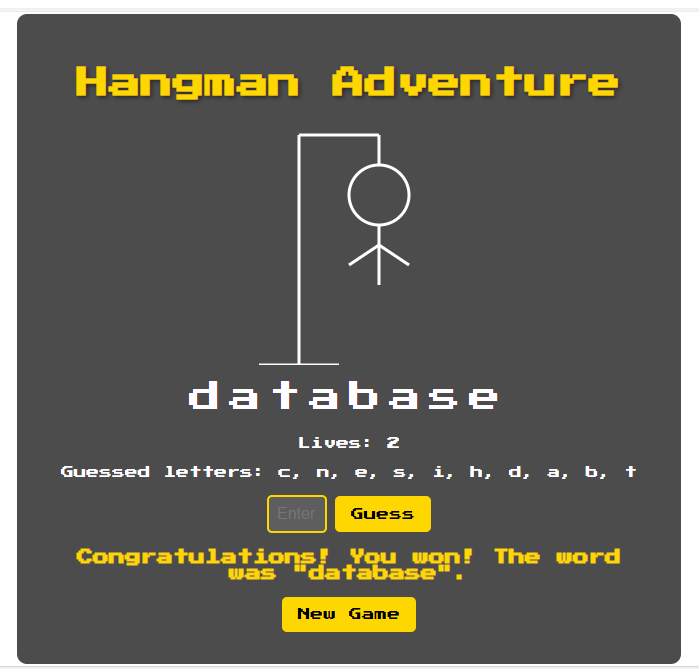 Hangman Adventure
database
Lives: 2
Guessed letters: c, n, e, s, i, h, d, a, b, t
Enter Guess
Congratulations! You won! The word
was "database".
New Game